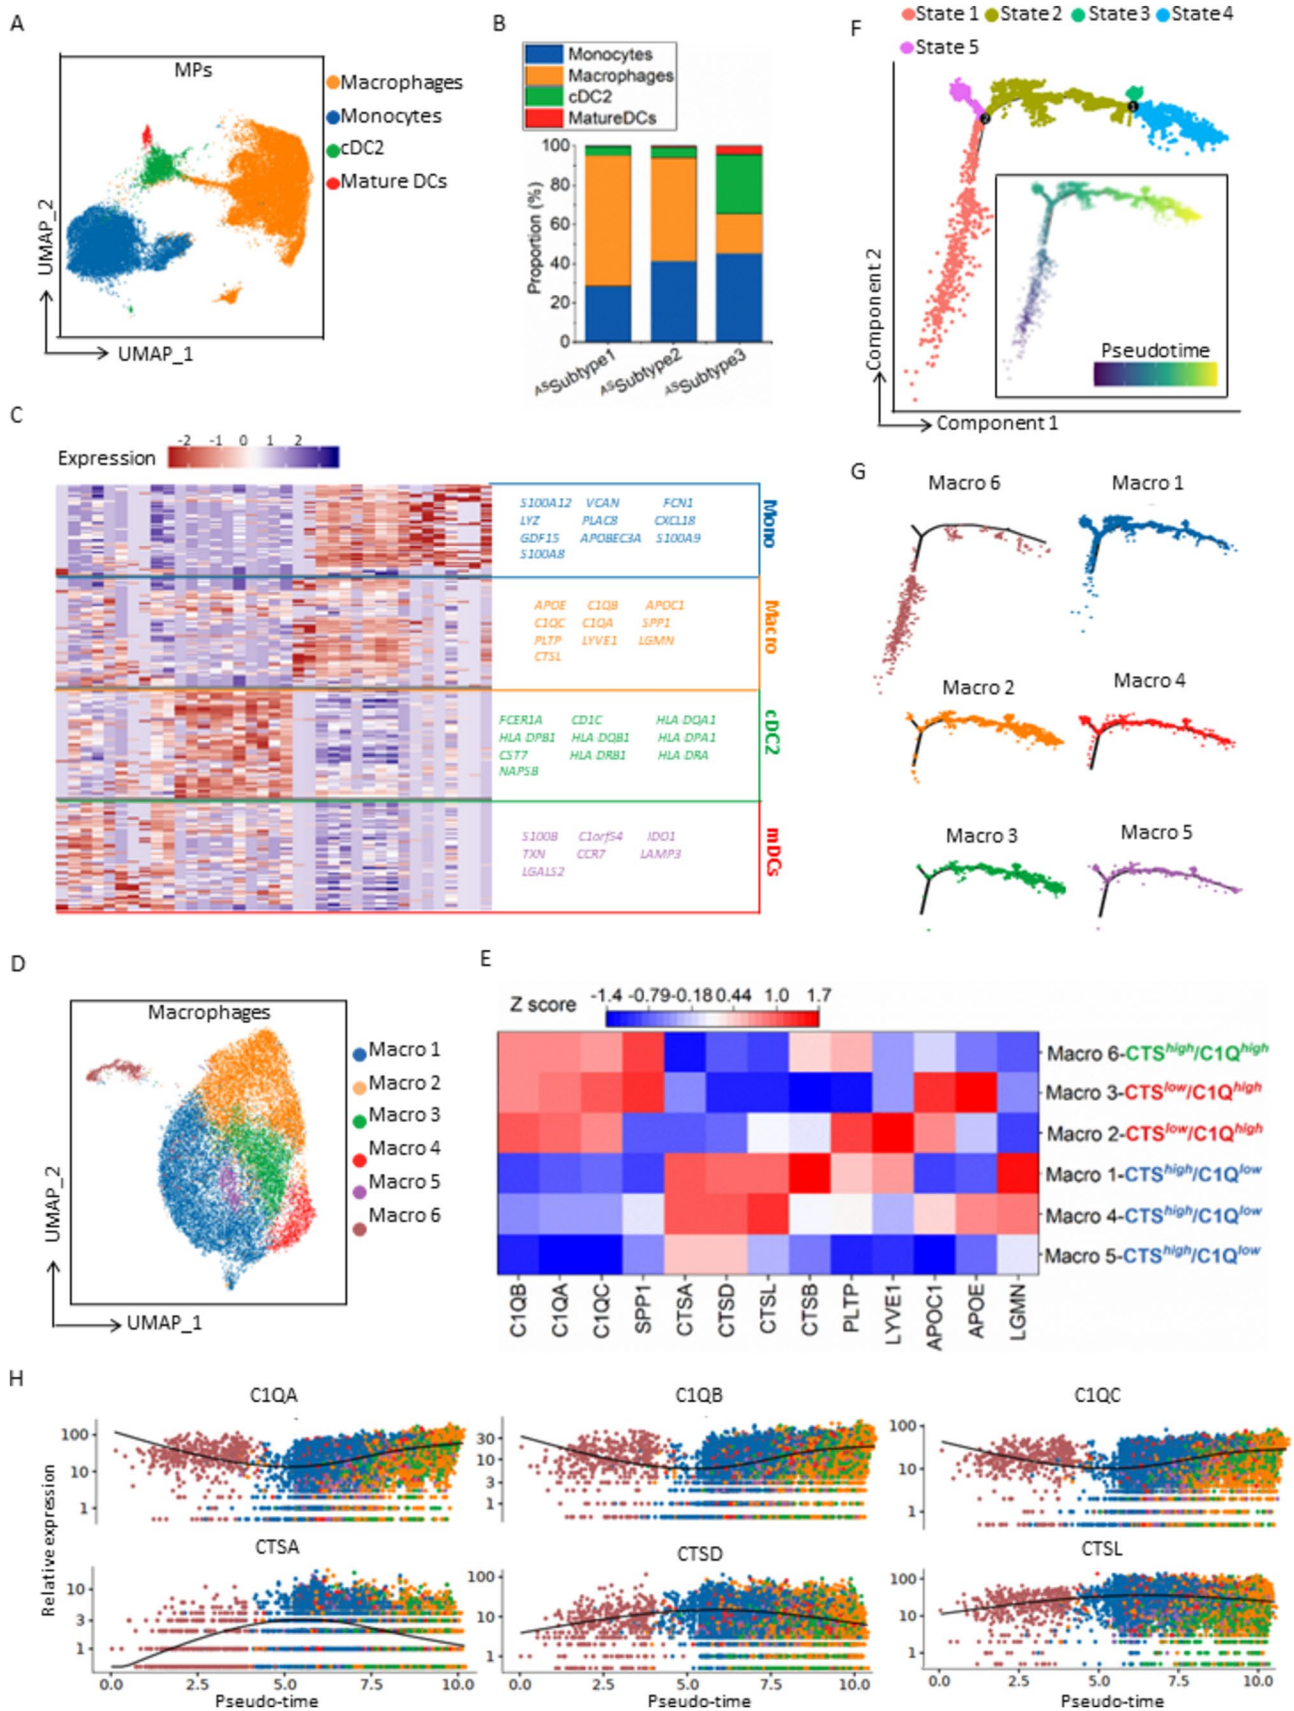 A
MPs
Macrophages
Monocytes
cDC2
Mature DCs
UMAP_2
UMAP_1
B
Monocytes
Macrophages
cDC2
MatureDCs
100
80
60
40
20
0
Proportion (%)
ASSubtype1
ASSubtype2
ASSubtype3
F
State 1 State 2 State 3 State 4
State 5
1
2
Pseudotime
Component 2
Component 1
C
Expression
-2 -1 0 1 2
S100A12 VCAN FCN1
LYZ PLAC8 CXCL18
GDF15 APOBEC3A S100A9
S100A8
Mono
APOE C1QB APOC1
C1QC C1QA SPP1
PLTP LYVE1 LGMN
CTSL
Macro
FCER1A CD1C HLA DQA1
HLA DPB1 HLA DQB1 HLA DPA1
CST7 HLA DRB1 HLA DRA
NAPSB
cDC2
S100B C1orf54 IDO1
TXN CCR7 LAMP3
LGALS2
mDCs
G
Macro 6
Macro 1
Macro 2
Macro 4
Macro 3
Macro 5
D
Macrophages
Macro 1
Macro 2
Macro 3
Macro 4
Macro 5
Macro 6
UMAP_2
UMAP_1
E
Z score
-1.4 -0.79 -0.18 0.44 1.0 1.7
Macro 6-CTShigh/C1Qhigh
Macro 3-CTSlow/C1Qhigh
Macro 2-CTSlow/C1Qhigh
Macro 1-CTShigh/C1Qlow
Macro 4-CTShigh/C1Qlow
Macro 5-CTShigh/C1Qlow
C1QB
C1QA
C1QC
SPP1
CTSA
CTSD
CTSL
CTSB
PLTP
LYVE1
APOC1
APOE
LGMN
H
Relative expression
C1QA
100
10
1
C1QB
30
10
3
1
C1QC
100
10
1
CTSA
10
3
1
0.0 2.5 5.0 7.5 10.0
Pseudo-time
CTSD
100
10
1
0.0 2.5 5.0 7.5 10.0
Pseudo-time
CTSL
100
10
1
0.0 2.5 5.0 7.5 10.0
Pseudo-time